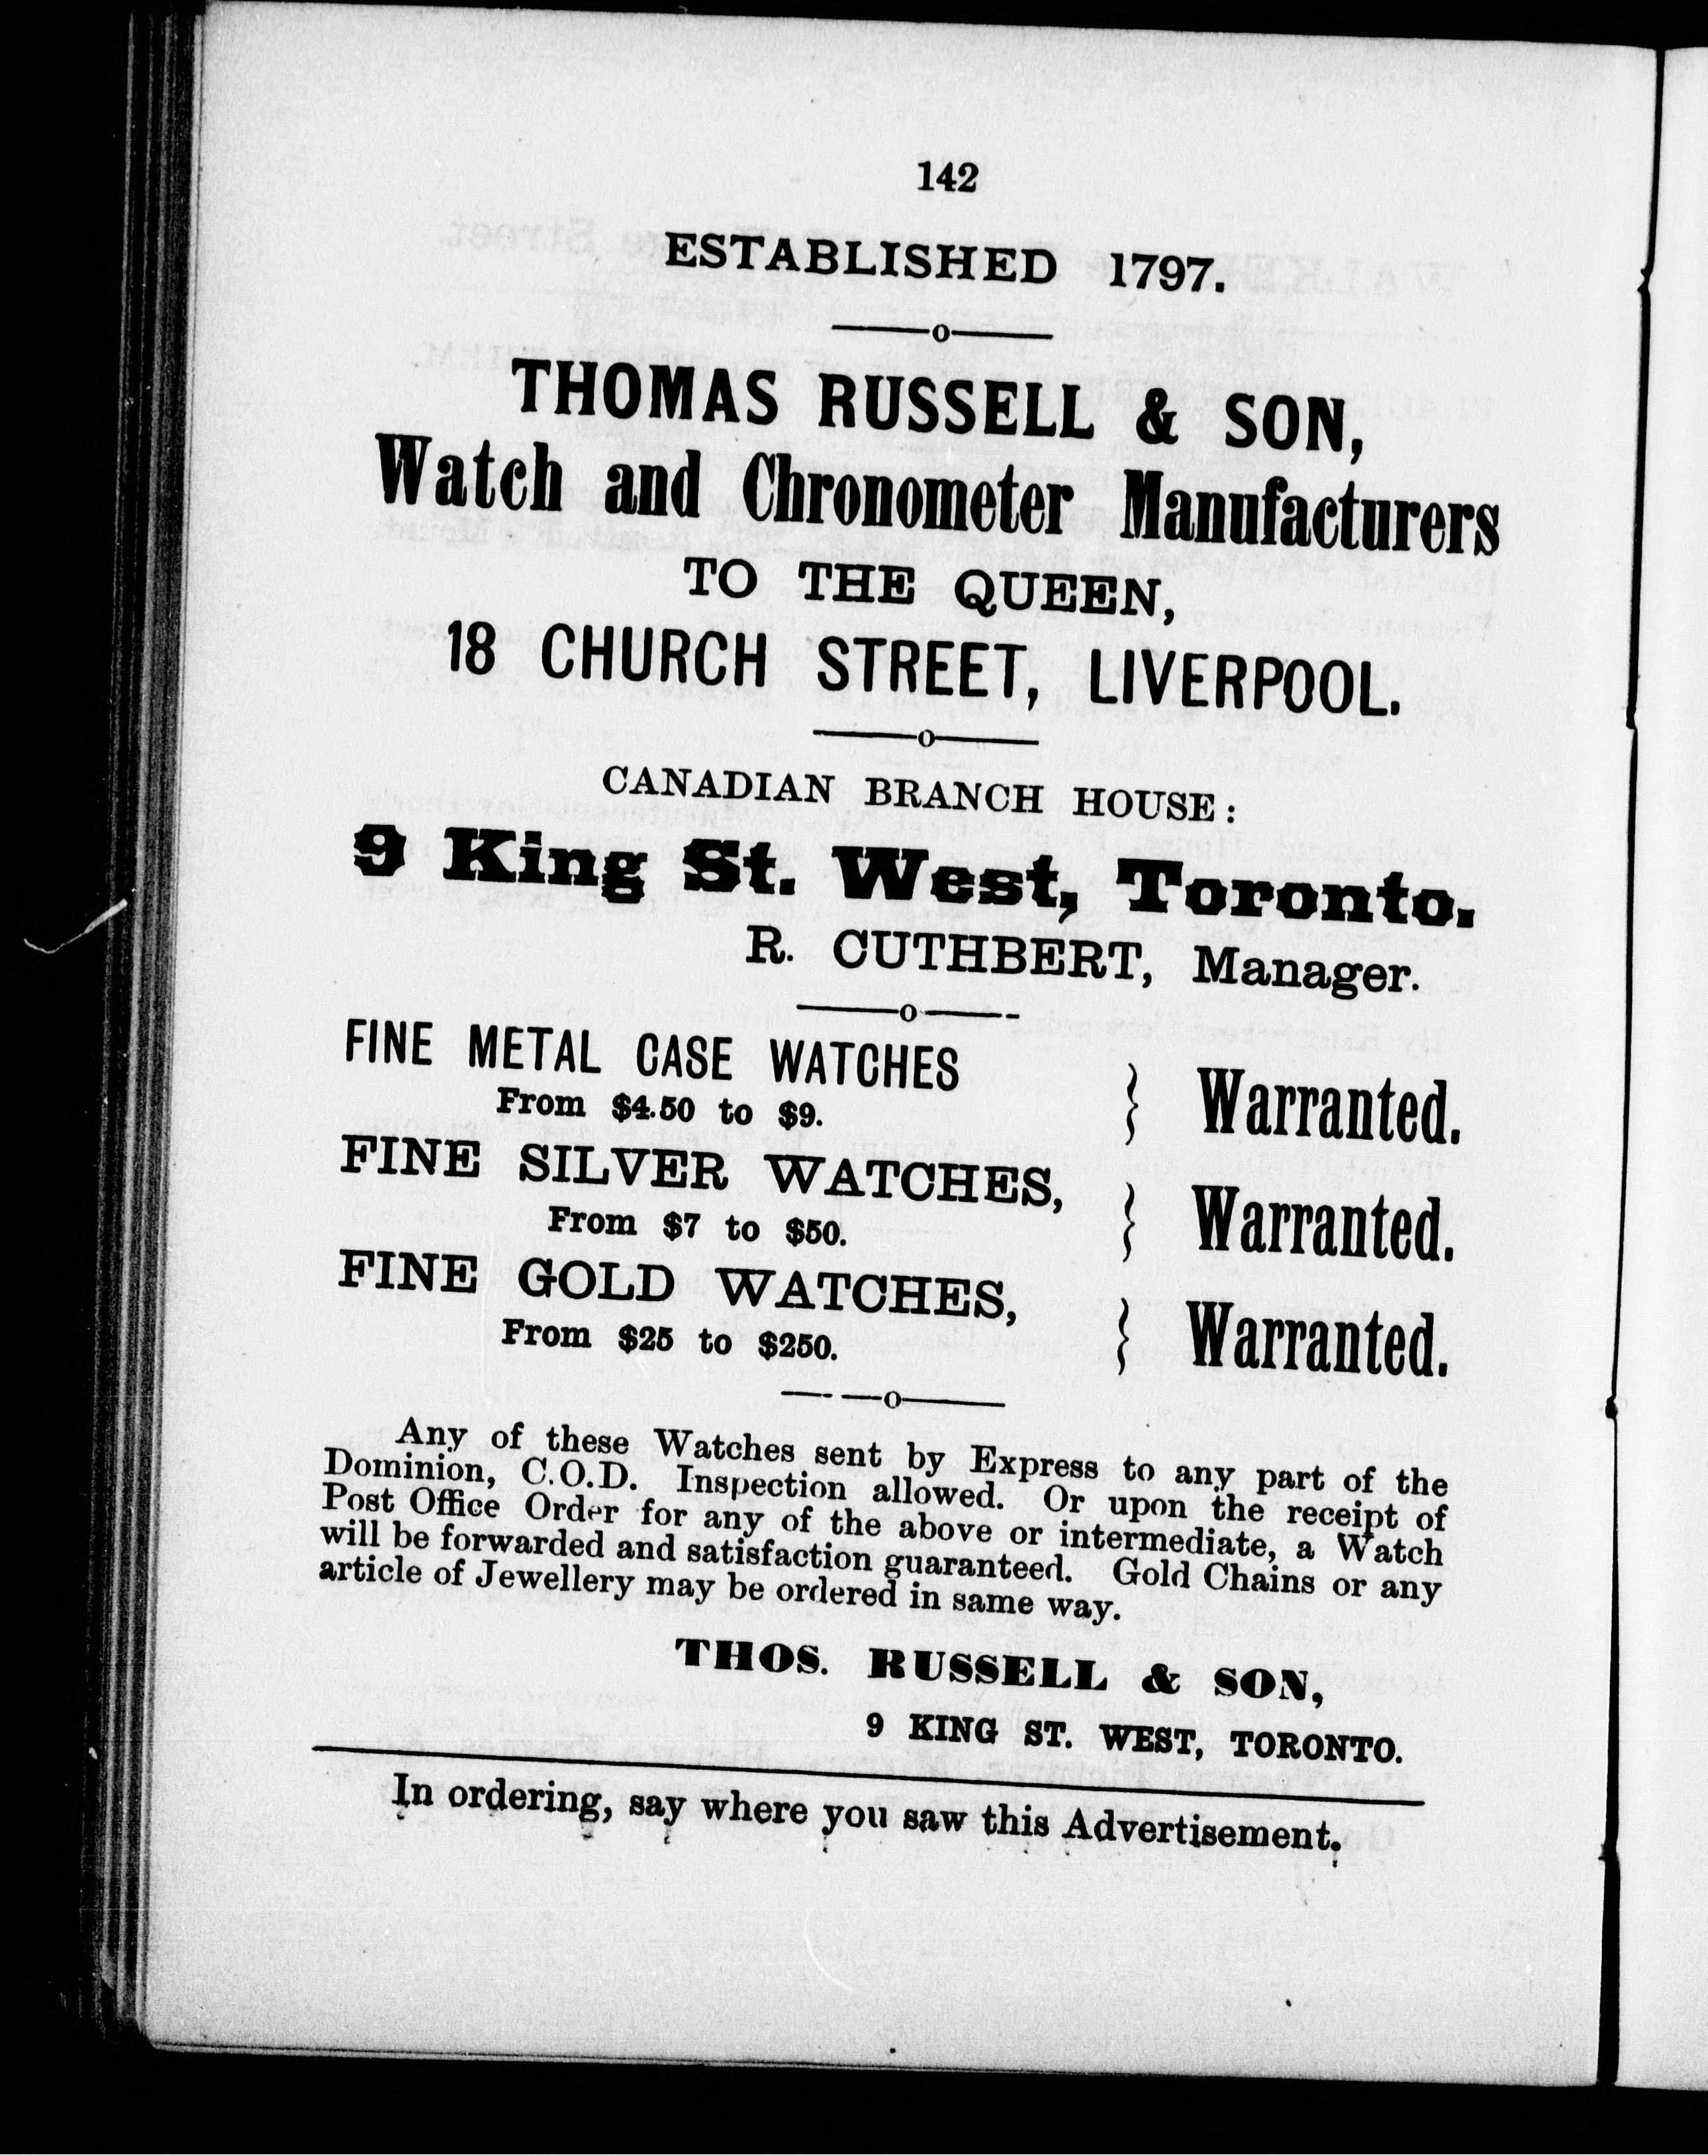 142
ESTABLISHED 1797.
THOMAS RUSSELL & SON,
Watch and Chronometer Manufacturers
TO THE QUEEN,
18 CHURCH STREET, LIVERPOOL.
CANADIAN BRANCH HOUSE:
9 King St. West, Toronto.
R. CUTHBERT, Manager.
FINE METAL CASE WATCHES
From $4.50 to $9. } Warranted.
FINE SILVER WATCHES,
From $7 to $50. } Warranted.
FINE GOLD WATCHES,
From $25 to $250. } Warranted.
Any of these Watches sent by Express to any part of the
Dominion, C.O.D. Inspection allowed. Or upon the receipt of
Post Office Order for any of the above or intermediate, a Watch
will be forwarded and satisfaction guaranteed. Gold Chains or any
article of Jewellery may be ordered in same way.
THOS. RUSSELL & SON,
9 KING ST. WEST, TORONTO.
In ordering, say where you saw this Advertisement.